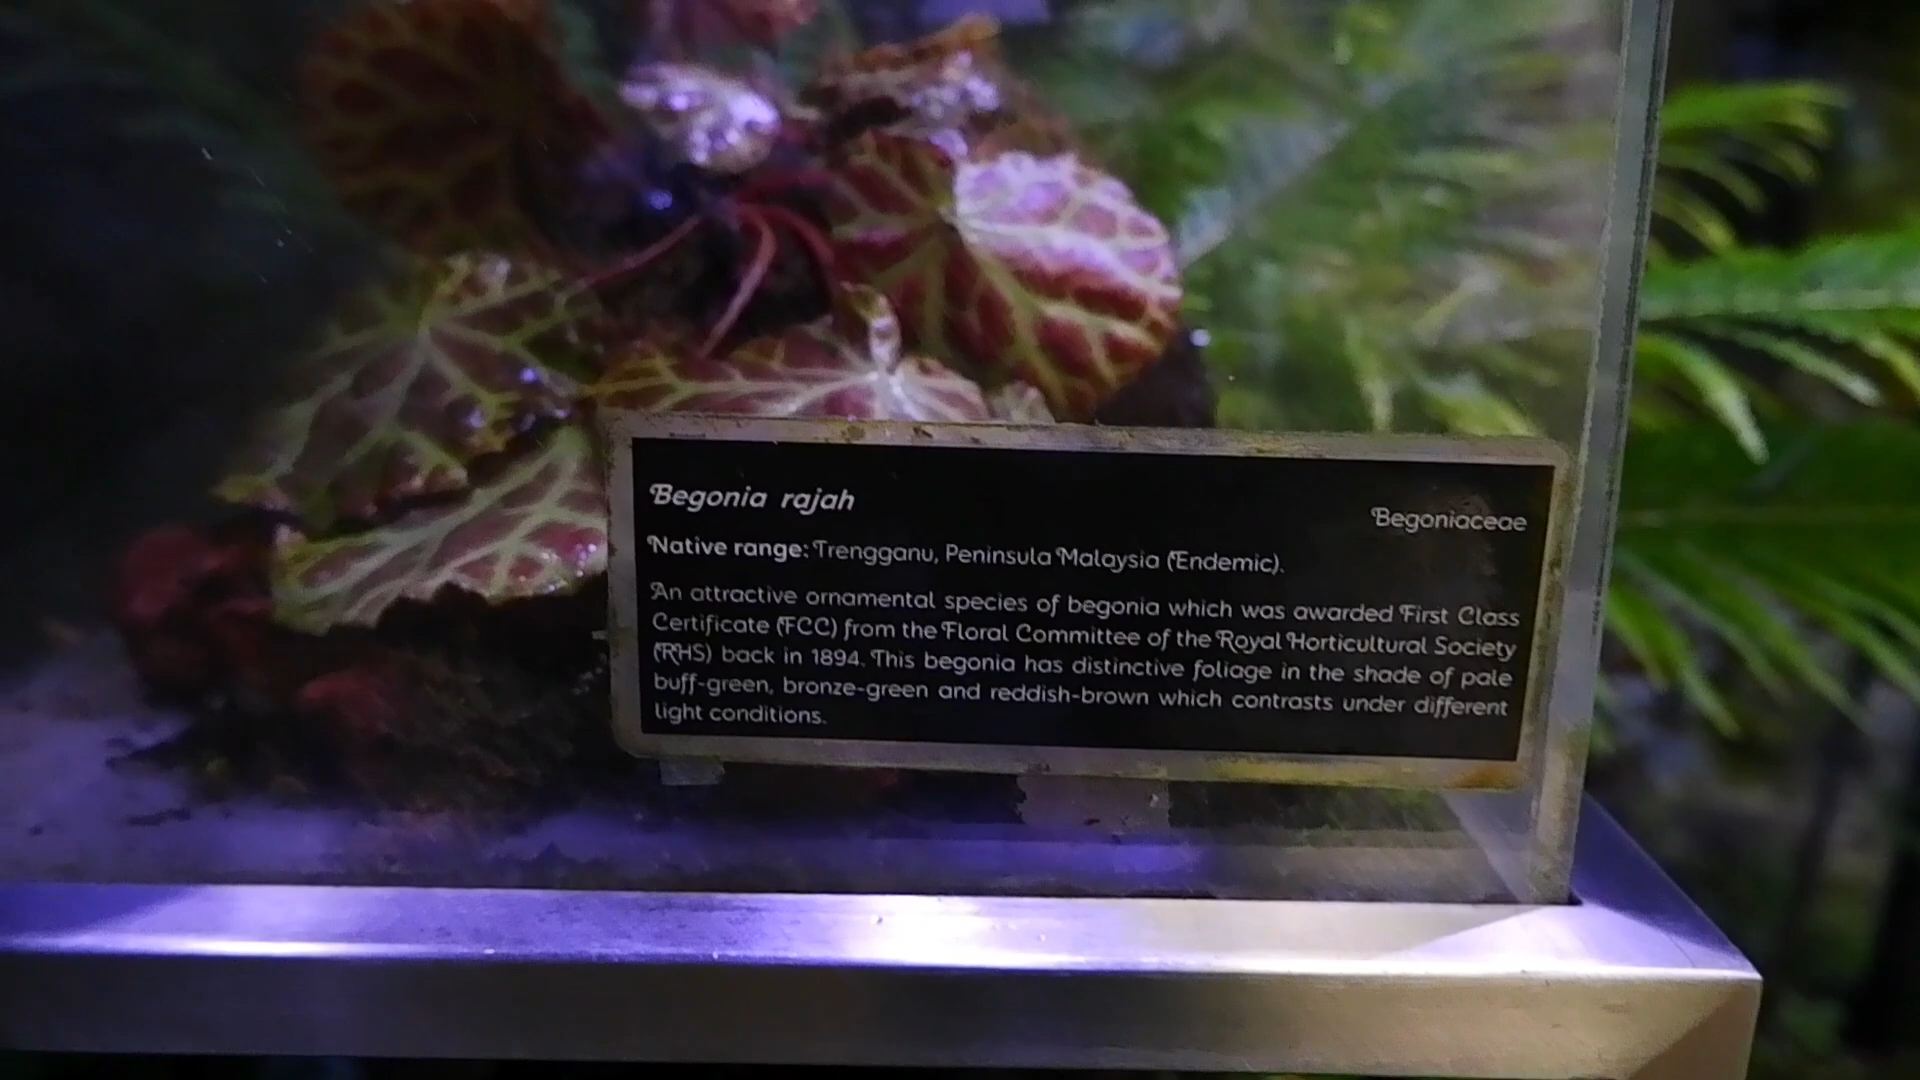 Begonia rajah
Begoniaceae
Native range: Trengganu, Peninsula Malaysia (Endemic).
An attractive ornamental species of begonia which was awarded First Class
Certificate (FCC) from the Floral Committee of the Royal Horticultural Society
(RHS) back in 1894. This begonia has distinctive foliage in the shade of pale
buff-green, bronze-green and reddish-brown which contrasts under different
light conditions.